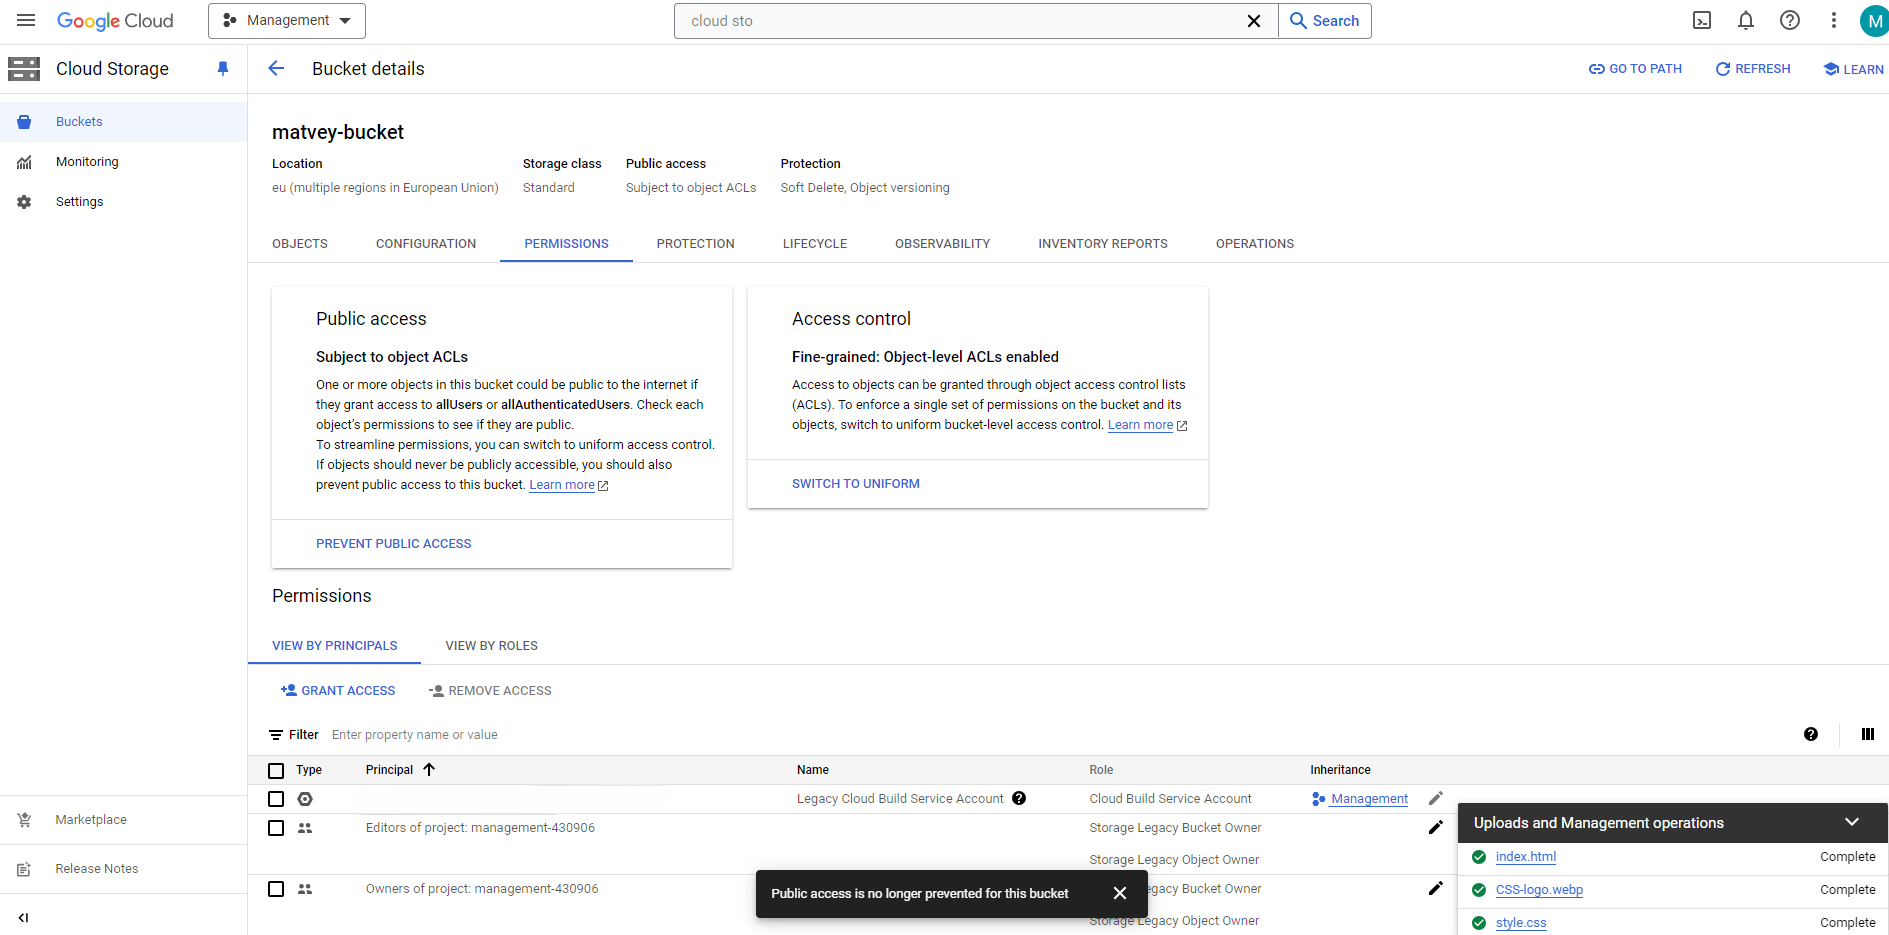 Google Cloud
Management
cloud sto
Search
M
Cloud Storage
Bucket details
GO TO PATH
REFRESH
LEARN
Buckets
Monitoring
Settings
matvey-bucket
Location
Storage class
Public access
Protection
eu (multiple regions in European Union)
Standard
Subject to object ACLs
Soft Delete, Object versioning
OBJECTS
CONFIGURATION
PERMISSIONS
PROTECTION
LIFECYCLE
OBSERVABILITY
INVENTORY REPORTS
OPERATIONS
Public access
Subject to object ACLs
One or more objects in this bucket could be public to the internet if
they grant access to allUsers or allAuthenticatedUsers. Check each
object's permissions to see if they are public.
To streamline permissions, you can switch to uniform access control.
If objects should never be publicly accessible, you should also
prevent public access to this bucket. Learn more
PREVENT PUBLIC ACCESS
Access control
Fine-grained: Object-level ACLs enabled
Access to objects can be granted through object access control lists
(ACLs). To enforce a single set of permissions on the bucket and its
objects, switch to uniform bucket-level access control. Learn more
SWITCH TO UNIFORM
Permissions
VIEW BY PRINCIPALS
VIEW BY ROLES
GRANT ACCESS
REMOVE ACCESS
Filter
Enter property name or value
Type
Principal
Name
Role
Inheritance
Legacy Cloud Build Service Account
Cloud Build Service Account
Management
Editors of project: management-430906
Storage Legacy Bucket Owner
Storage Legacy Object Owner
Owners of project: management-430906
egacy Bucket Owner
Storage Legacy Object Owner
Public access is no longer prevented for this bucket
Uploads and Management operations
index.html
Complete
CSS-logo.webp
Complete
style.css
Complete
Marketplace
Release Notes